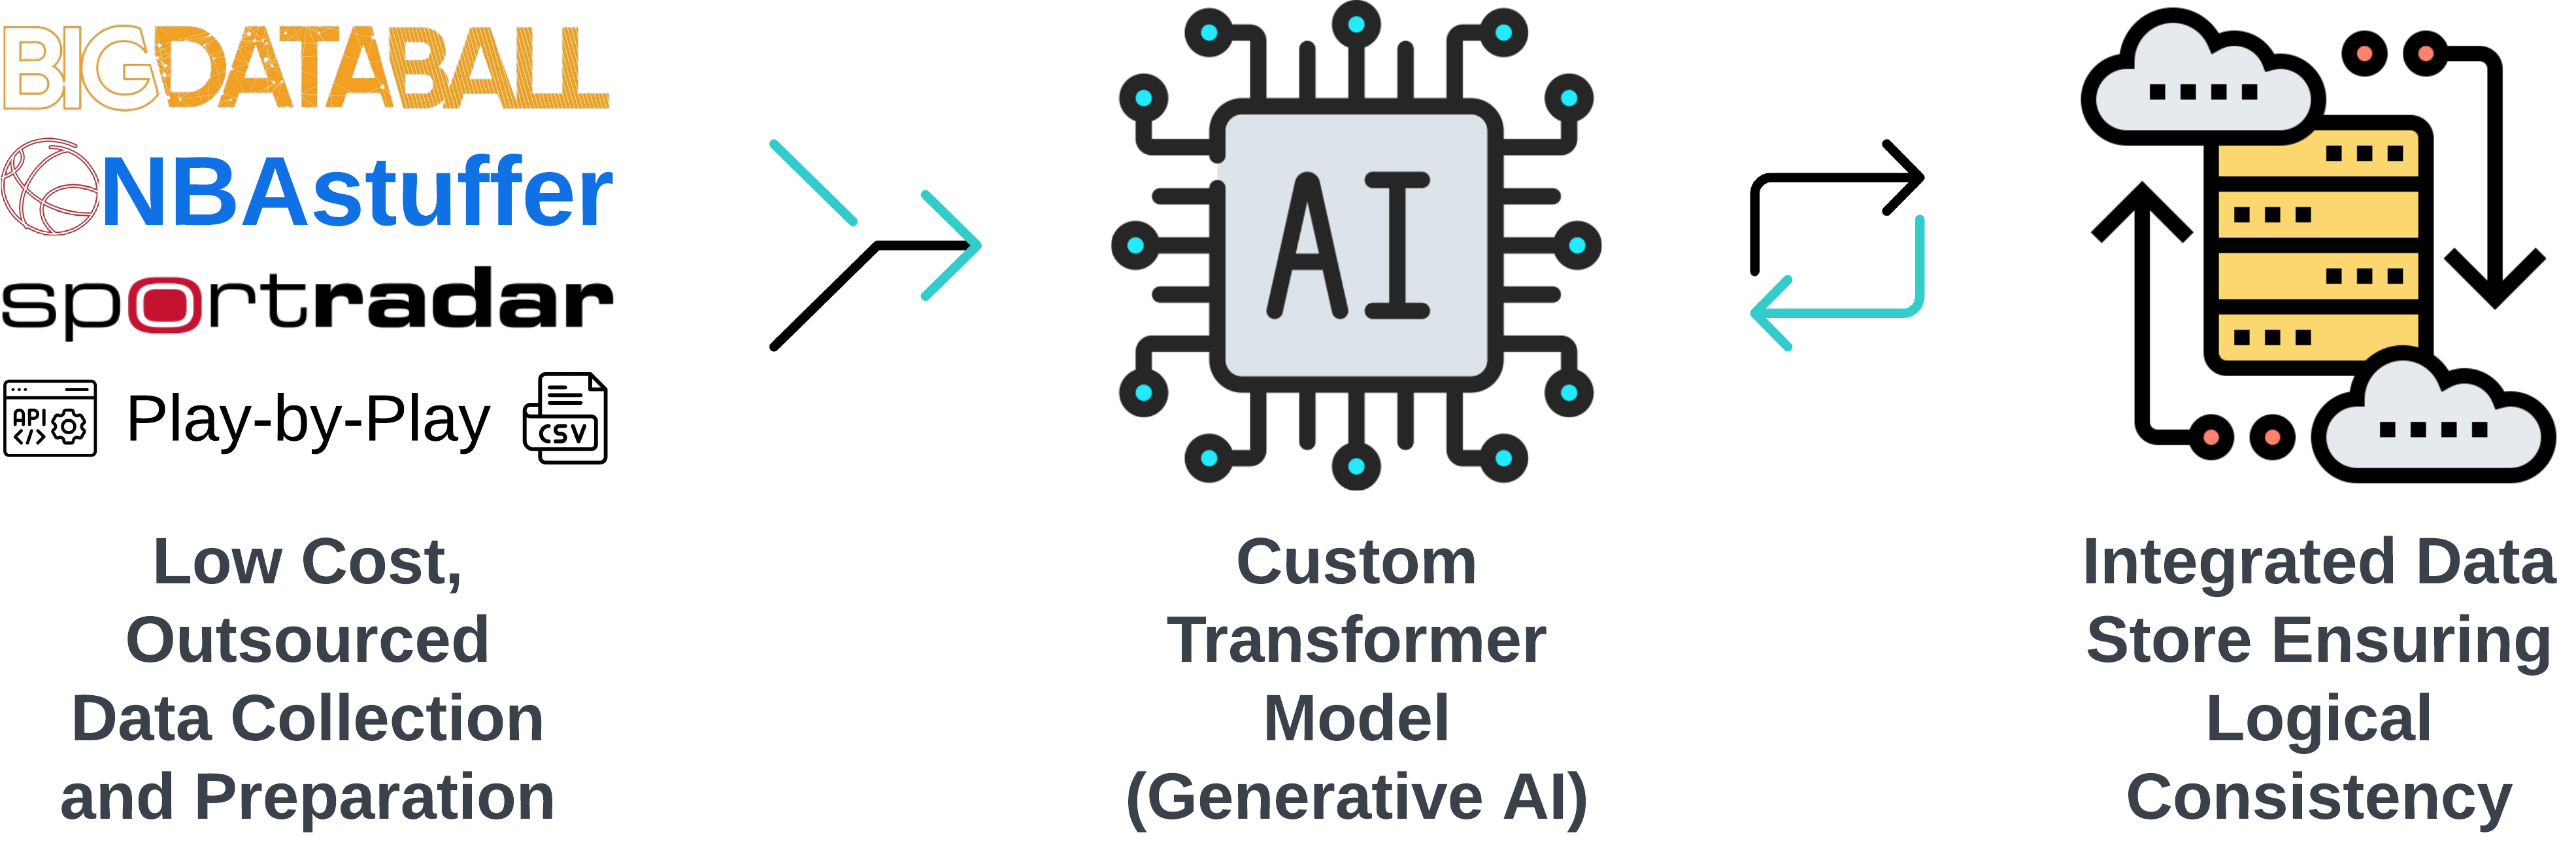 BIGDATABALL
NBAstuffer
sportradar
API
</>
Play-by-Play
CSV
Low Cost,
Outsourced
Data Collection
and Preparation
AI
Custom
Transformer
Model
(Generative AI)
Integrated Data
Store Ensuring
Logical
Consistency